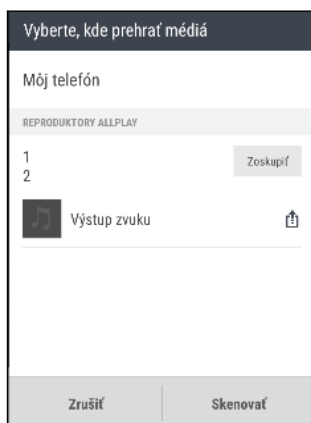 Vyberte, kde prehrať médiá
Môj telefón
REPRODUKTORY ALLPLAY
1
2
Zoskupiť
Výstup zvuku
Zrušiť
Skenovať